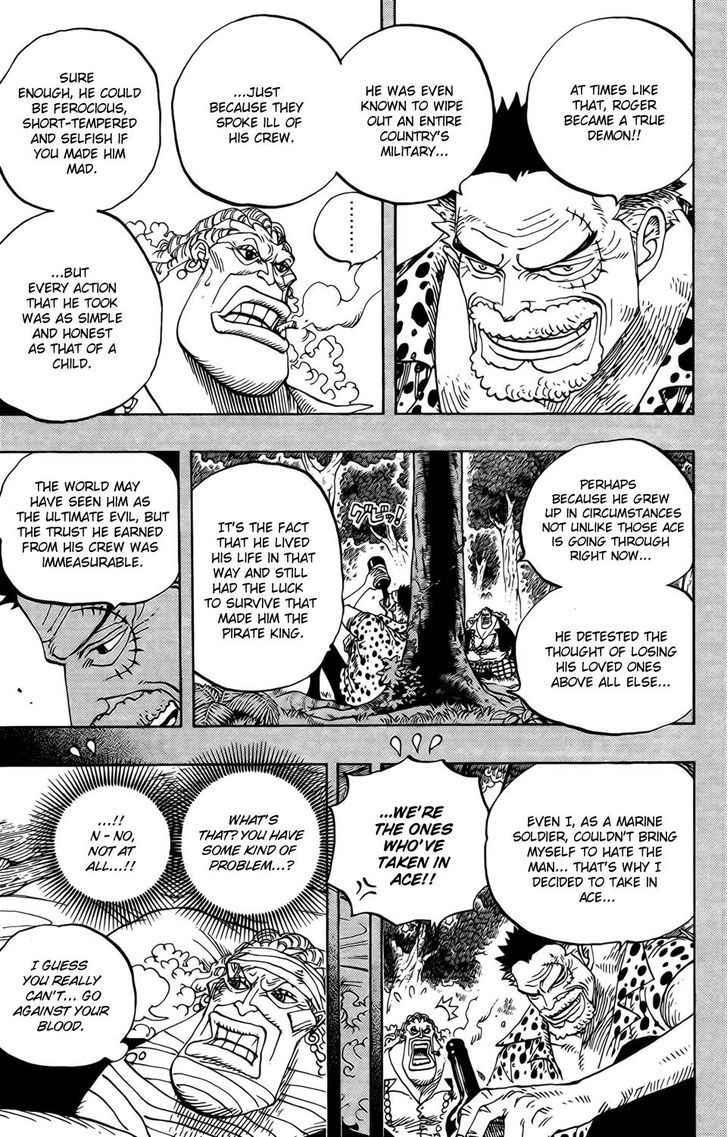 AT TIMES LIKE
THAT, ROGER
BECAME A TRUE
DEMON!!
HE WAS EVEN
KNOWN TO WIPE
OUT AN ENTIRE
COUNTRY'S
MILITARY...
...JUST
BECAUSE THEY
SPOKE ILL OF
HIS CREW.
........
SURE
ENOUGH, HE COULD
BE FEROCIOUS,
SHORT-TEMPERED
AND SELFISH IF
YOU MADE HIM
MAD.
...BUT
EVERY ACTION
THAT HE TOOK
WAS AS SIMPLE
AND HONEST
AS THAT OF A
CHILD.
PERHAPS
BECAUSE HE GREW
UP IN CIRCUMSTANCES
NOT UNLIKE THOSE ACE
IS GOING THROUGH
RIGHT NOW...
HE DETESTED THE
THOUGHT OF LOSING
HIS LOVED ONES
ABOVE ALL ELSE...
グビッ!
IT'S THE FACT
THAT HE LIVED
HIS LIFE IN THAT
WAY AND STILL
HAD THE LUCK
TO SURVIVE THAT
MADE HIM THE
PIRATE KING.
THE WORLD MAY
HAVE SEEN HIM AS
THE ULTIMATE EVIL, BUT
THE TRUST HE EARNED
FROM HIS CREW WAS
IMMEASURABLE.
EVEN I, AS A MARINE
SOLDIER, COULDN'T BRING
MYSELF TO HATE THE
MAN... THAT'S WHY I
DECIDED TO TAKE IN
ACE...
...WE'RE
THE ONES
WHO'VE
TAKEN IN
ACE!!
WHAT'S
THAT? YOU HAVE
SOME KIND OF
PROBLEM...?
...!!
N - NO,
NOT AT
ALL...!!
I GUESS
YOU REALLY
CAN'T... GO
AGAINST YOUR
BLOOD.